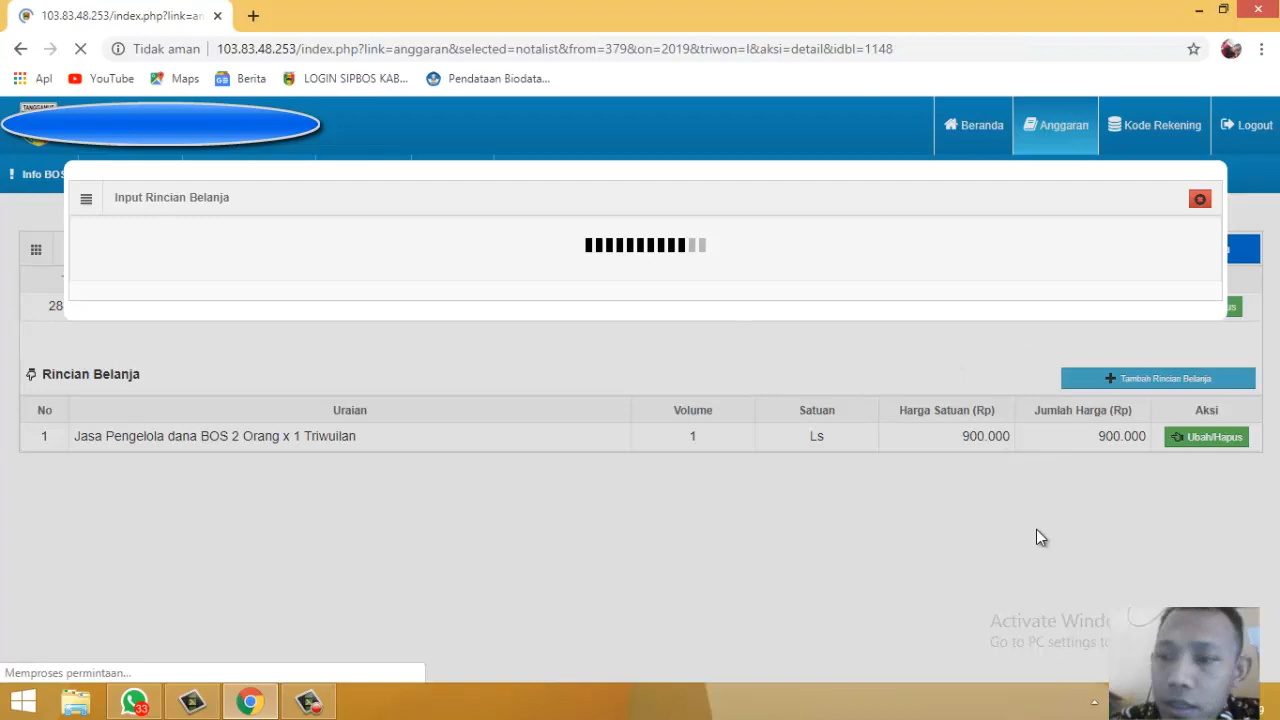 103.83.48.253/index.php?link=an
Tidak aman
103.83.48.253/index.php?link=anggaran&selected=notalist&from=379&on=2019&triwon=I&aksi=detail&idbl=1148
Apl
YouTube
Maps
Berita
LOGIN SIPBOS KAB...
Pendataan Biodata...
Beranda
Anggaran
Kode Rekening
Logout
Info BOS
Input Rincian Belanja
28
Rincian Belanja
Tambah Rincian Belanja
No Uraian Volume Satuan Harga Satuan (Rp) Jumlah Harga (Rp) Aksi
1 Jasa Pengelola dana BOS 2 Orang x 1 Triwulan 1 Ls 900.000 900.000 Ubah/Hapus
Activate Windo
Go to PC settings to
Memproses permintaan...
33